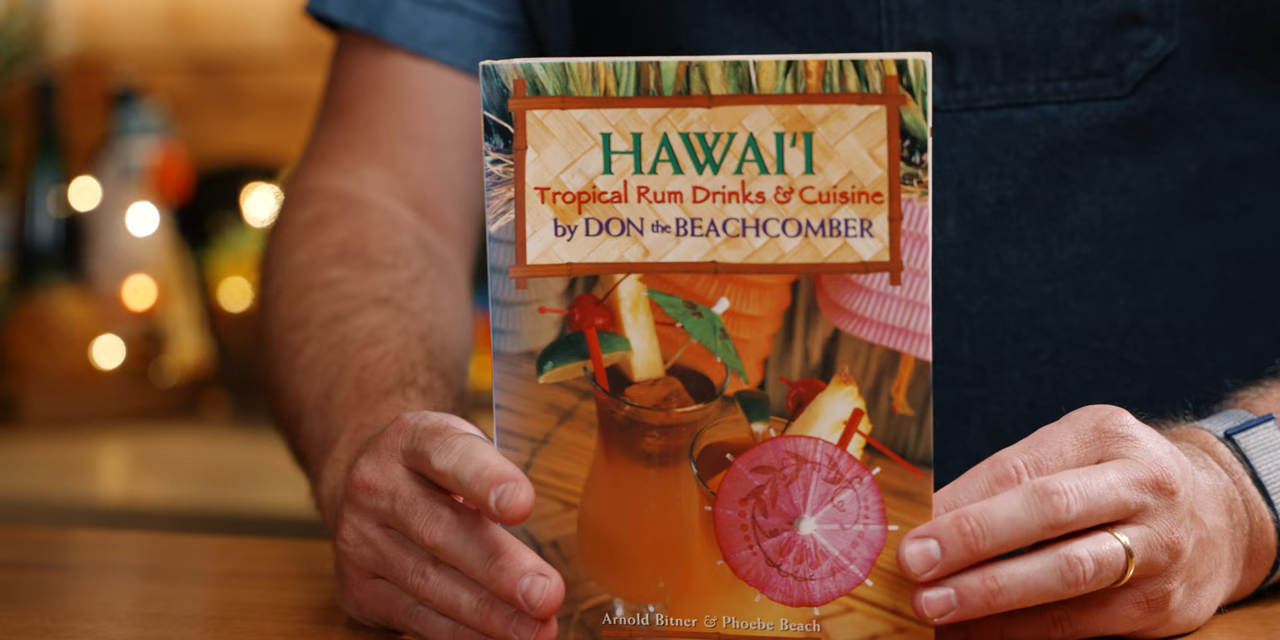 HAWAI'I
Tropical Rum Drinks & Cuisine
by DON the BEACHCOMBER
Arnold Bitner & Phoebe Beach